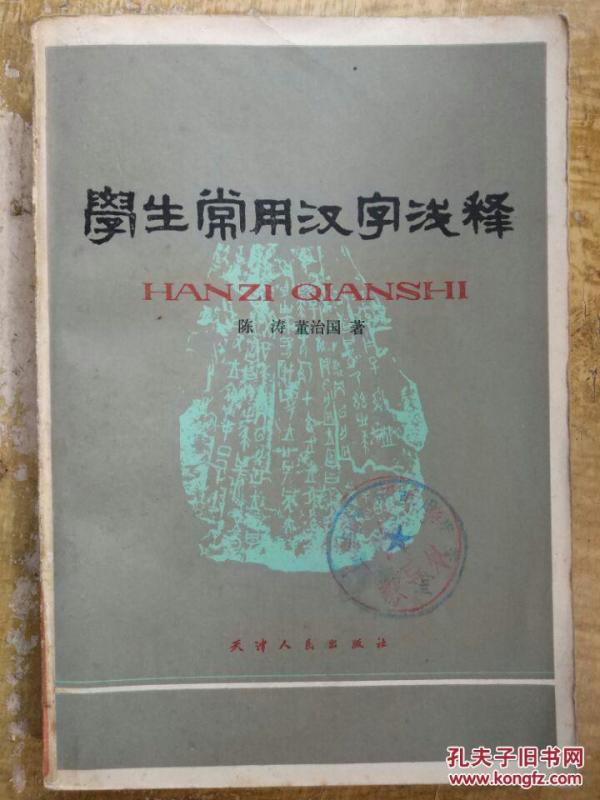 學生常用汉字浅释
HANZI QIANSHI
陈 涛 董治国 著
天津人民出版社
孔夫子旧书网
www.kongfz.com